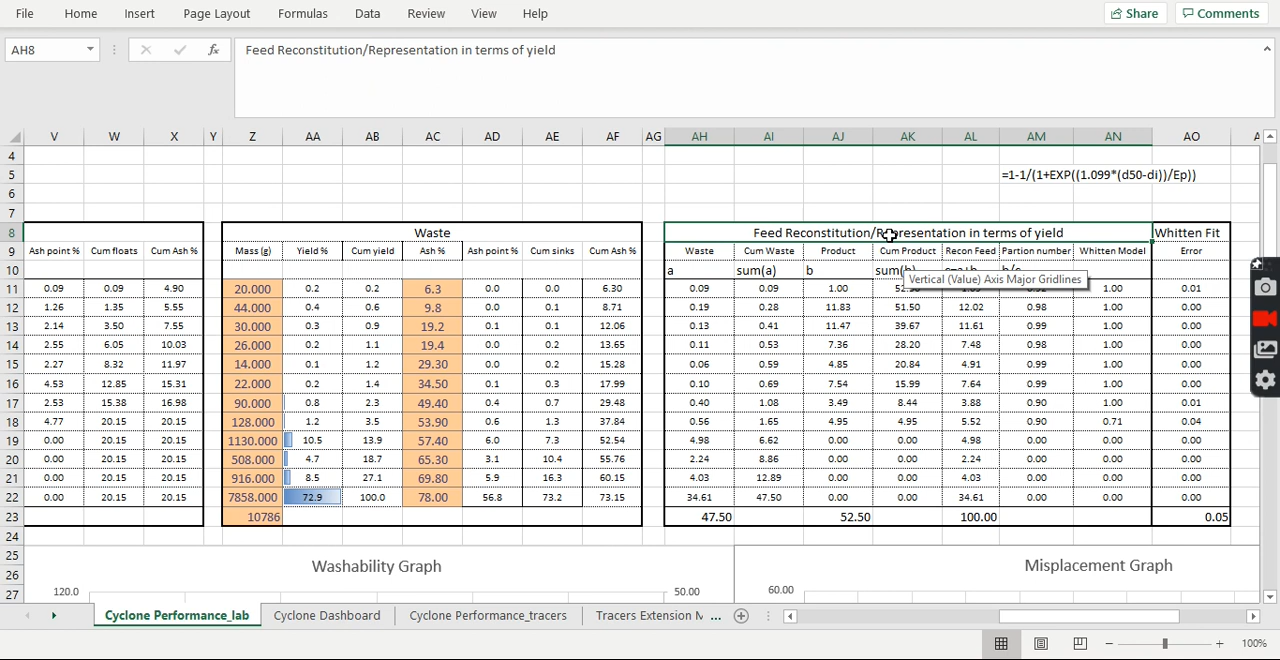 File Home Insert Page Layout Formulas Data Review View Help Share Comments
AH8 fx Feed Reconstitution/Representation in terms of yield
V W X Y Z AA AB AC AD AE AF AG AH AI AJ AK AL AM AN AO
4
5 =1-1/(1+EXP((1.099*(d50-di))/Ep))
6
7
8 Waste Feed Reconstitution/Representation in terms of yield Whitten Fit
9 Ash point % Cum floats Cum Ash % Mass (g) Yield % Cum yield Ash % Ash point % Cum sinks Cum Ash % Waste Cum Waste Product Cum Product Recon Feed Partion number Whitten Model Error
10 a sum(a) b
Vertical (Value) Axis Major Gridlines
11 0.09 0.09 4.90 20.000 6.3 0.0 0.0 6.30 0.09 0.09 1.00 1.00 0.01
12 1.26 1.35 5.55 44.000 0.4 0.6 9.8 0.0 0.1 8.71 0.19 0.28 11.83 51.50 12.02 0.98 1.00 0.00
13 2.14 3.50 7.55 30.000 0.3 0.9 19.2 0.1 0.1 12.06 0.13 0.41 11.47 39.67 11.61 0.99 1.00 0.00
14 2.55 6.05 10.03 26.000 0.2 1.1 19.4 0.0 0.2 13.65 0.11 0.53 7.36 28.20 7.48 0.98 1.00 0.00
15 2.27 8.32 11.97 14.000 0.1 1.2 29.30 0.0 0.2 15.28 0.06 0.59 4.85 20.84 4.91 0.99 1.00 0.00
16 4.53 12.85 15.31 22.000 0.2 1.4 34.50 0.1 0.3 17.99 0.10 0.69 7.54 15.99 7.64 0.99 1.00 0.00
17 2.53 15.38 16.98 90.000 0.8 2.3 49.40 0.4 0.7 29.48 0.40 1.08 3.49 8.44 3.88 0.90 1.00 0.01
18 4.77 20.15 20.15 128.000 1.2 3.5 53.90 0.6 1.3 37.84 0.56 1.65 4.95 4.95 5.52 0.90 0.71 0.04
19 0.00 20.15 20.15 1130.000 10.5 13.9 57.40 6.0 7.3 52.54 4.98 6.62 0.00 0.00 4.98 0.00 0.00 0.00
20 0.00 20.15 20.15 508.000 4.7 18.7 65.30 3.1 10.4 55.76 2.24 8.86 0.00 0.00 2.24 0.00 0.00 0.00
21 0.00 20.15 20.15 916.000 8.5 27.1 69.80 5.9 16.3 60.15 4.03 12.89 0.00 0.00 4.03 0.00 0.00 0.00
22 0.00 20.15 20.15 7858.000 72.9 100.0 78.00 56.8 73.2 73.15 34.61 47.50 0.00 0.00 34.61 0.00 0.00 0.00
23 10786 47.50 52.50 100.00 0.05
24
25 Washability Graph Misplacement Graph
26
27 120.0 50.00 60.00
Cyclone Performance_lab Cyclone Dashboard Cyclone Performance_tracers Tracers Extension ...
100%